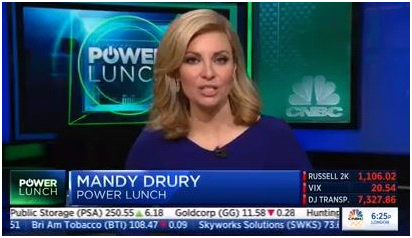 POWER
LUNCH
CNBC
POWER
LUNCH
MANDY DRURY
POWER LUNCH
RUSSELL 2K 1,106.02
VIX 20.54
DJ TRANSP. 7,327.86
Public Storage (PSA) 250.55 ▲ 6.18 Goldcorp (GG) 11.58 ▼ 0.28 Hunting
51 Bri Am Tobacco (BTI) 108.47 ▼ 0.09 Skyworks Solutions (SWKS) 73.
CNBC
6:25p
LONDON